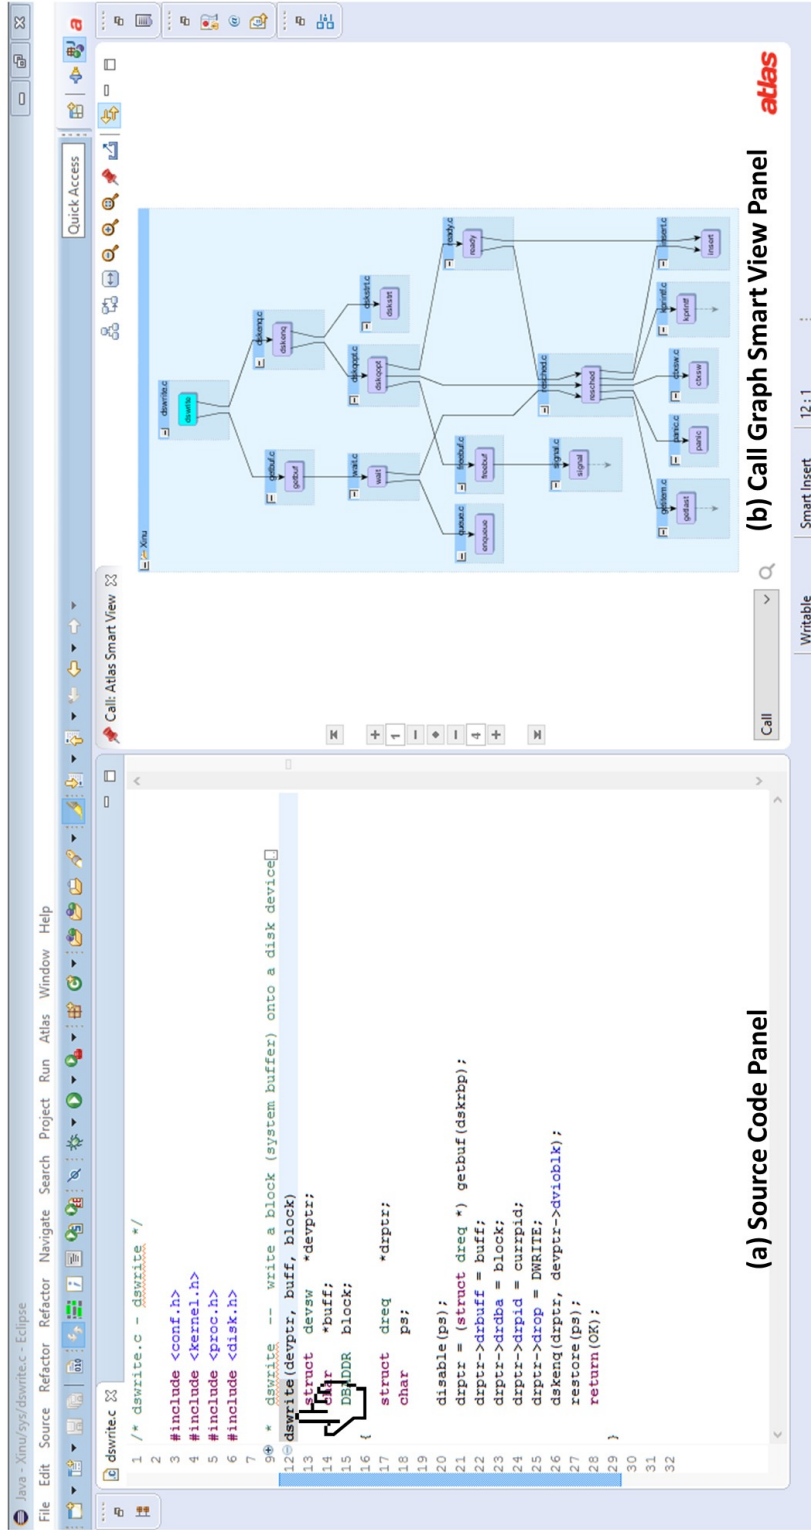 Java - Xinu/sys/dswrite.c - Eclipse
File Edit Source Refactor Refactor Navigate Search Project Run Atlas Window Help
Quick Access
dswrite.c
1 /* dswrite.c - dswrite */
2
3 #include <conf.h>
4 #include <kernel.h>
5 #include <proc.h>
6 #include <disk.h>
7
9 * dswrite -- write a block (system buffer) onto a disk device
12 dswrite(devptr, buff, block)
13 struct devsw *devptr;
14 char *buff;
15 DBADDR block;
16 {
17 struct dreq *drptr;
18 char ps;
19
20 disable(ps);
21 drptr = (struct dreq *) getbuf(dskrbp);
22 drptr->drbuff = buff;
23 drptr->drdba = block;
24 drptr->drpid = currpid;
25 drptr->drop = DWRITE;
26 dskenq(drptr, devptr->dvioblk);
27 restore(ps);
28 return(OK);
29 }
30
31
32
(a) Source Code Panel
Call: Atlas Smart View
1
4
Xinu
dswrite.c
dswrite
getbuf.c
getbuf
dskenq.c
dskenq
wait.c
wait
dskqopt.c
dskqopt
dskstrt.c
dskstrt
queue.c
enqueue
freebuf.c
freebuf
ready.c
ready
signal.c
signal
resched.c
resched
getitem.c
getlast
panic.c
panic
ctxsw.c
ctxsw
kprintf.c
kprintf
insert.c
insert
Call
atlas
(b) Call Graph Smart View Panel
Writable
Smart Insert
12 : 1